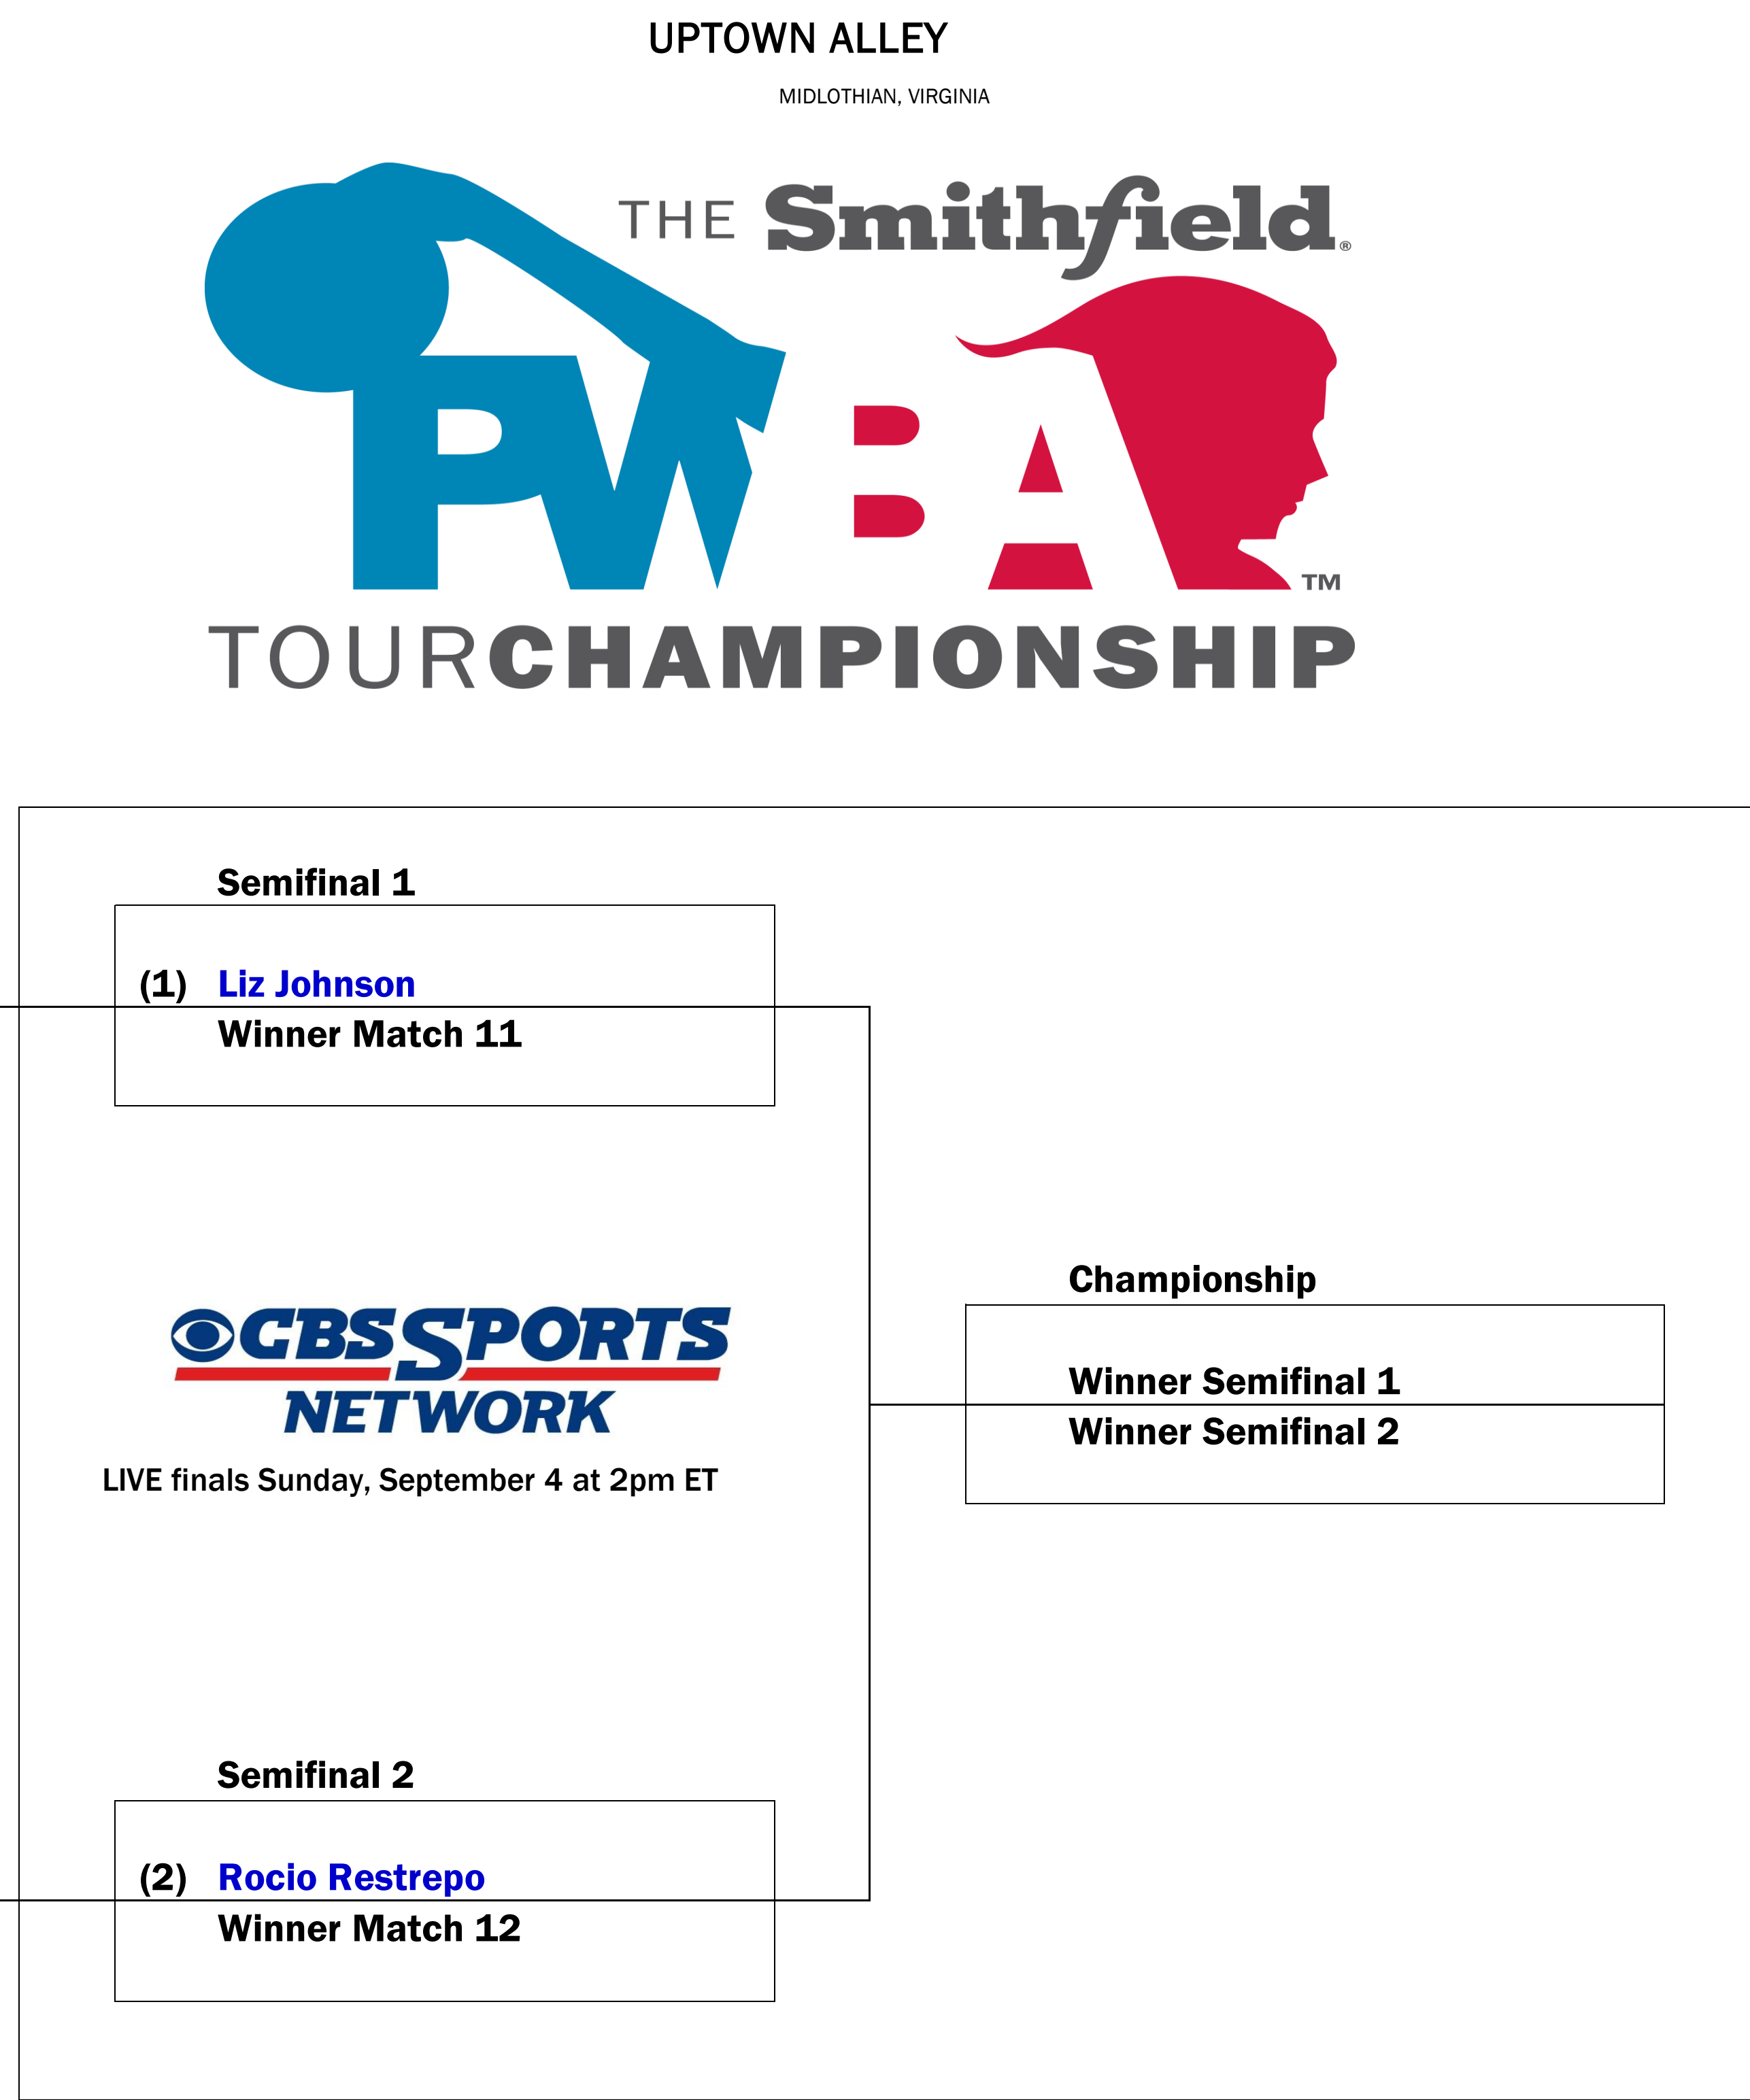 UPTOWN ALLEY
MIDLOTHIAN, VIRGINIA
THE Smithfield®
PWBA™
TOURCHAMPIONSHIP
Semifinal 1
(1) Liz Johnson
Winner Match 11
Championship
CBS SPORTS
NETWORK
Winner Semifinal 1
Winner Semifinal 2
LIVE finals Sunday, September 4 at 2pm ET
Semifinal 2
(2) Rocio Restrepo
Winner Match 12